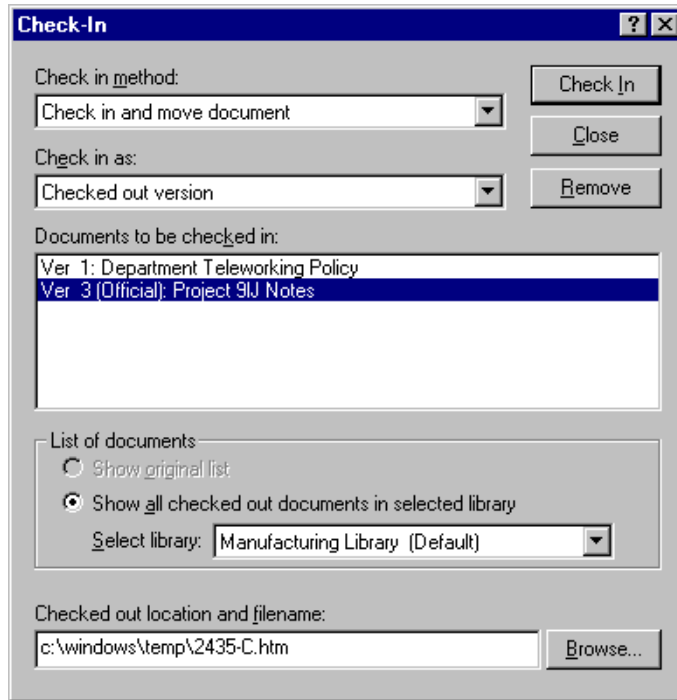 Check-In
Check in method:
Check in and move document
Check In
Close
Check in as:
Checked out version
Remove
Documents to be checked in:
Ver 1: Department Teleworking Policy
Ver 3 (Official): Project 9IJ Notes
List of documents
Show original list
Show all checked out documents in selected library
Select library: Manufacturing Library (Default)
Checked out location and filename:
c:\windows\temp\2435-C.htm
Browse...